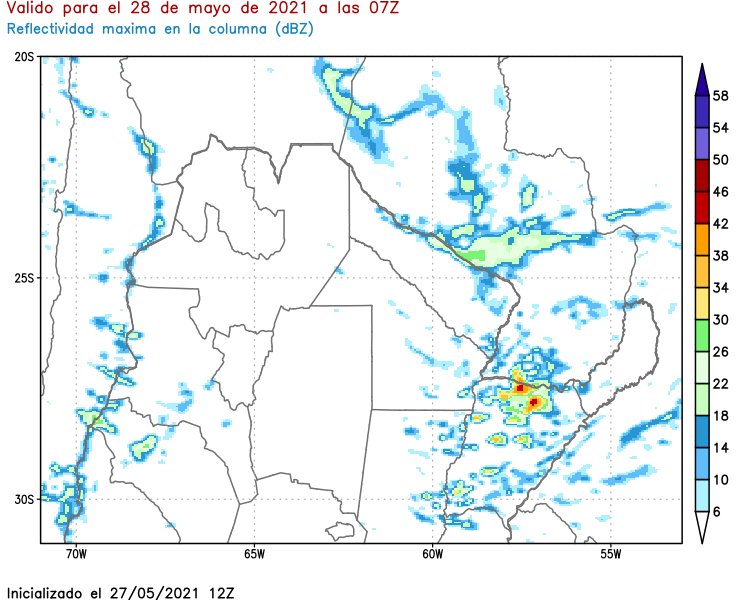 Valido para el 28 de mayo de 2021 a las 07Z
Reflectividad maxima en la columna (dBZ)
20S
25S
30S
70W
65W
60W
55W
58
54
50
46
42
38
34
30
26
22
18
14
10
6
Inicializado el 27/05/2021 12Z